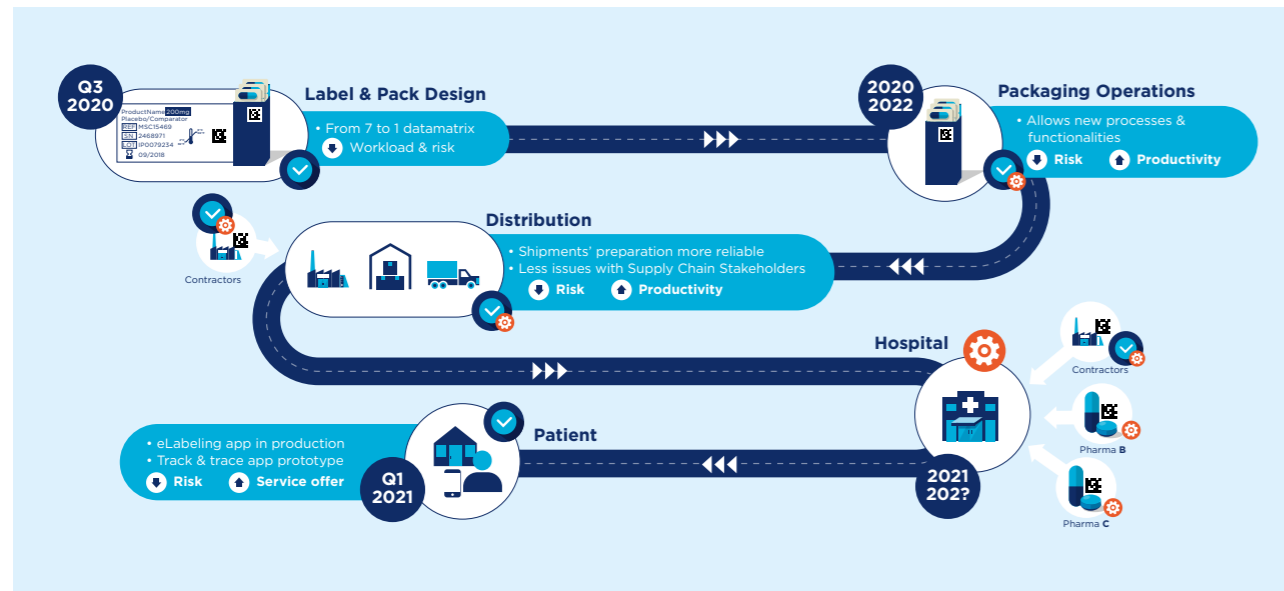 Q3
2020
Label & Pack Design
ProductName 200mg
Placebo/Comparator
REF MSC15469
SN 2468971
LOT IP0079234
09/2018
• From 7 to 1 datamatrix
Workload & risk
2020
2022
Packaging Operations
• Allows new processes &
functionalities
Risk Productivity
Contractors
Distribution
• Shipments' preparation more reliable
• Less issues with Supply Chain Stakeholders
Risk Productivity
Hospital
2021
202?
Contractors
Pharma B
Pharma C
Patient
• eLabeling app in production
• Track & trace app prototype
Risk Service offer
Q1
2021